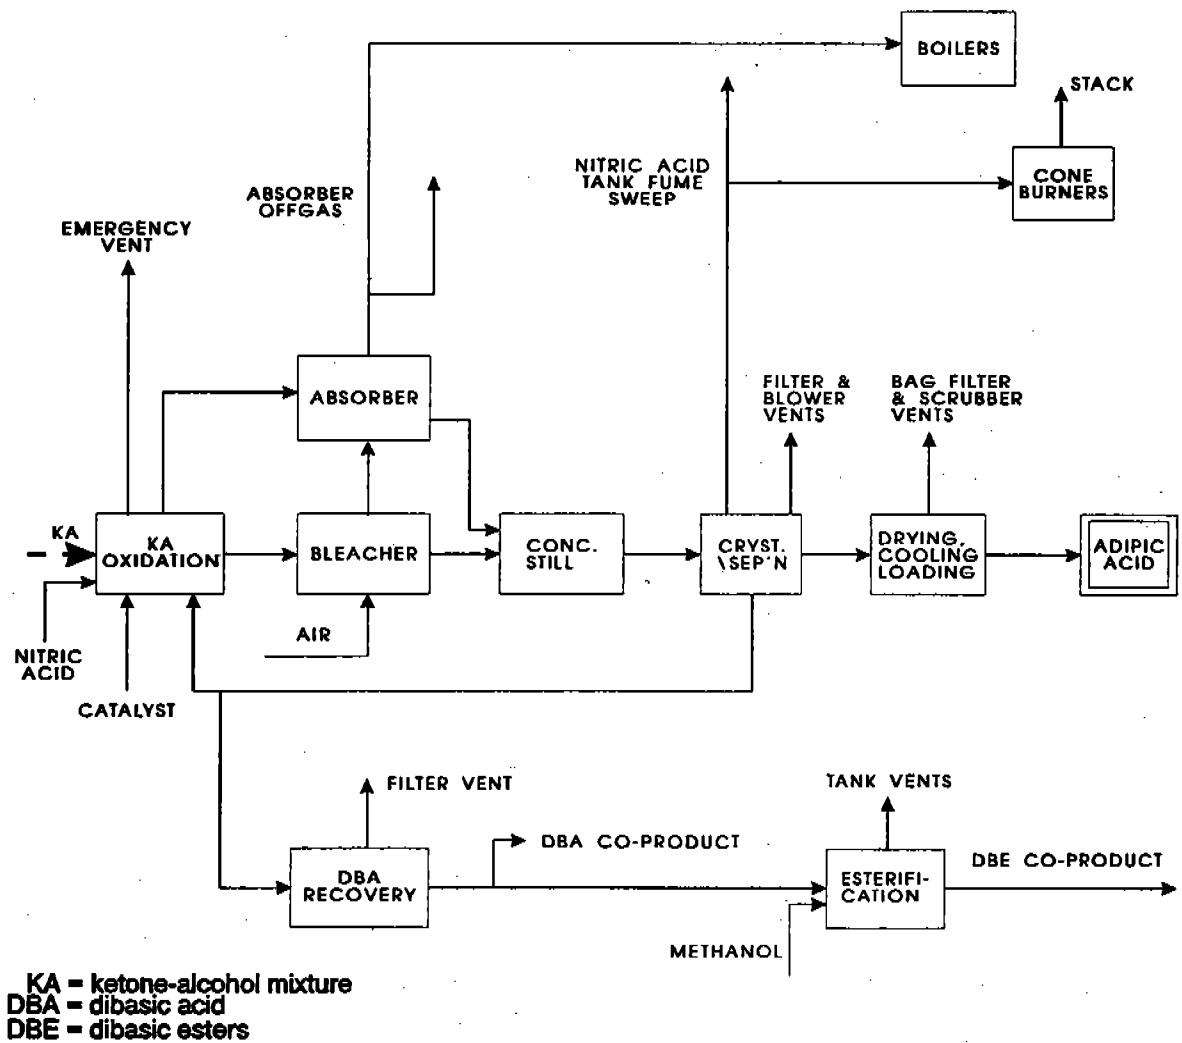 BOILERS
STACK
CONE
BURNERS
NITRIC ACID
TANK FUME
SWEEP
ABSORBER
OFFGAS
EMERGENCY
VENT
ABSORBER
FILTER &
BLOWER
VENTS
BAG FILTER
& SCRUBBER
VENTS
KA
KA
OXIDATION
BLEACHER
CONC.
STILL
CRYST.
\SEP'N
DRYING,
COOLING
LOADING
ADIPIC
ACID
NITRIC
ACID
AIR
CATALYST
FILTER VENT
TANK VENTS
DBA CO-PRODUCT
DBA
RECOVERY
ESTERIFI-
CATION
DBE CO-PRODUCT
METHANOL
KA = ketone-alcohol mixture
DBA = dibasic acid
DBE = dibasic esters